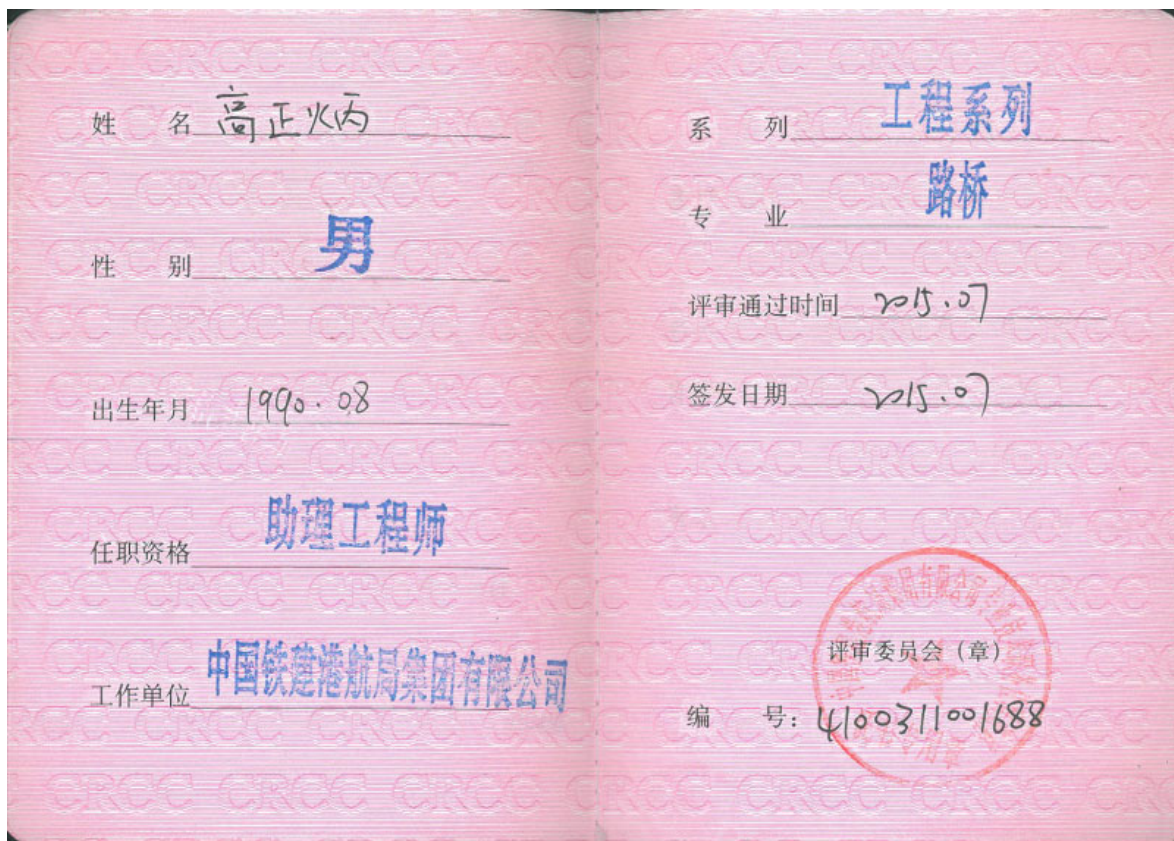 姓名 高正炳
性别 男
出生年月 1990.08
任职资格 助理工程师
工作单位 中国铁建港航局集团有限公司
系列 工程系列
专业 路桥
评审通过时间 2015.07
签发日期 2015.07
评审委员会（章）
编号：4100311001688
CRCC